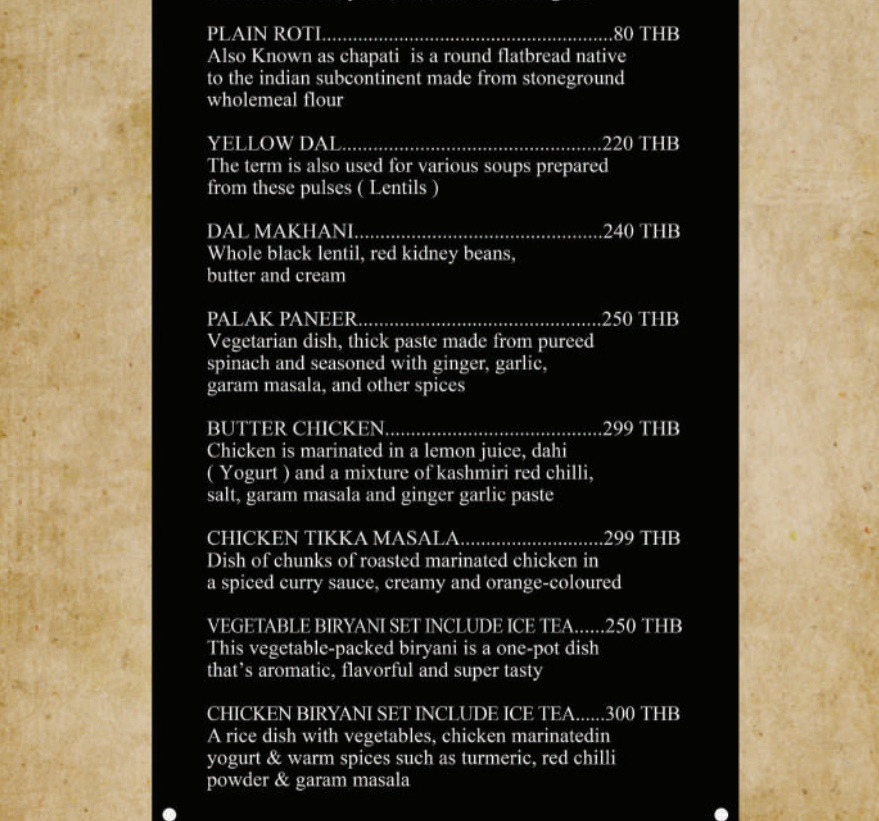 PLAIN ROTI.................................................80 THB
Also Known as chapati is a round flatbread native
to the indian subcontinent made from stoneground
wholemeal flour
YELLOW DAL............................................220 THB
The term is also used for various soups prepared
from these pulses ( Lentils )
DAL MAKHANI..........................................240 THB
Whole black lentil, red kidney beans,
butter and cream
PALAK PANEER.........................................250 THB
Vegetarian dish, thick paste made from pureed
spinach and seasoned with ginger, garlic,
garam masala, and other spices
BUTTER CHICKEN.....................................299 THB
Chicken is marinated in a lemon juice, dahi
( Yogurt ) and a mixture of kashmiri red chilli,
salt, garam masala and ginger garlic paste
CHICKEN TIKKA MASALA........................299 THB
Dish of chunks of roasted marinated chicken in
a spiced curry sauce, creamy and orange-coloured
VEGETABLE BIRYANI SET INCLUDE ICE TEA......250 THB
This vegetable-packed biryani is a one-pot dish
that’s aromatic, flavorful and super tasty
CHICKEN BIRYANI SET INCLUDE ICE TEA......300 THB
A rice dish with vegetables, chicken marinatedin
yogurt & warm spices such as turmeric, red chilli
powder & garam masala